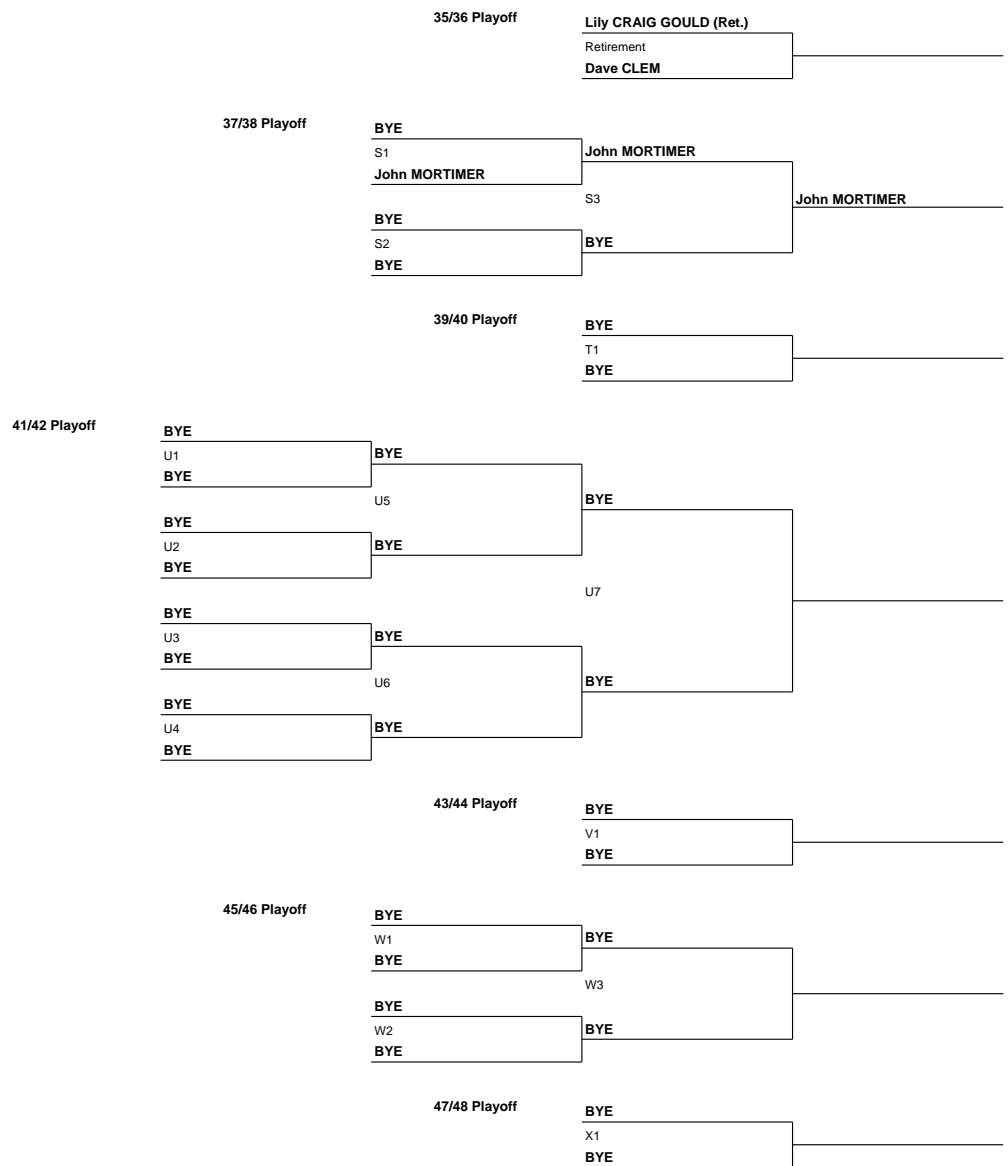 35/36 Playoff
Lily CRAIG GOULD (Ret.)
Retirement
Dave CLEM
37/38 Playoff
BYE
S1
John MORTIMER
John MORTIMER
S3
John MORTIMER
BYE
S2
BYE
BYE
39/40 Playoff
BYE
T1
BYE
41/42 Playoff
BYE
U1
BYE
BYE
U5
BYE
BYE
U2
BYE
BYE
U7
BYE
U3
BYE
BYE
U6
BYE
BYE
U4
BYE
BYE
43/44 Playoff
BYE
V1
BYE
45/46 Playoff
BYE
W1
BYE
BYE
W3
BYE
W2
BYE
BYE
47/48 Playoff
BYE
X1
BYE